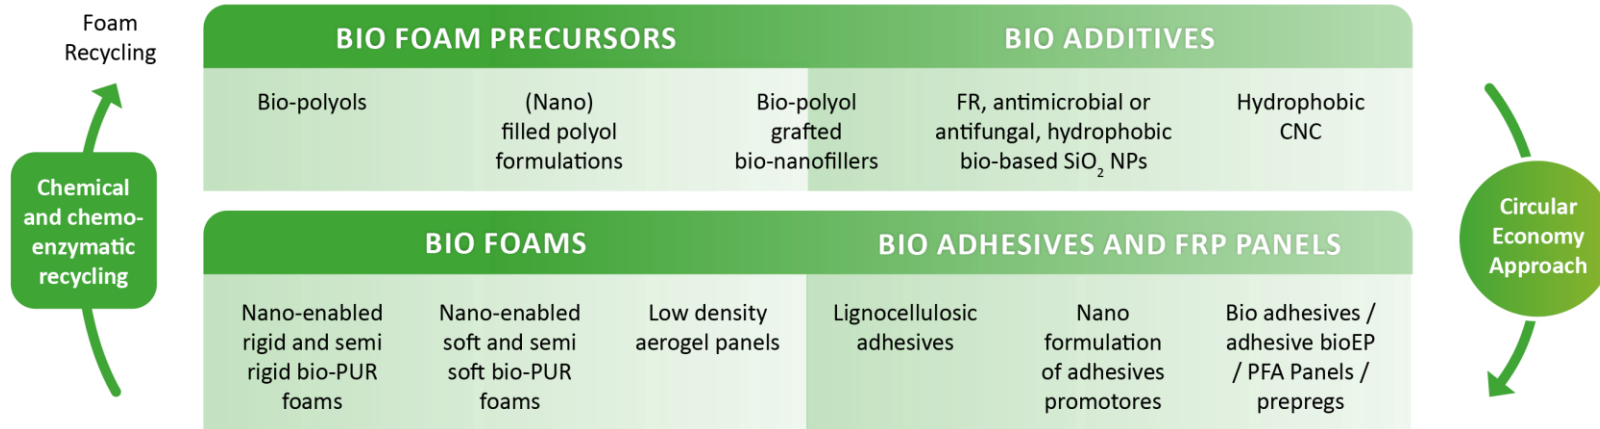 Foam
Recycling
Chemical
and chemo-
enzymatic
recycling
BIO FOAM PRECURSORS
BIO ADDITIVES
Bio-polyols
(Nano)
filled polyol
formulations
Bio-polyol
grafted
bio-nanofillers
FR, antimicrobial or
antifungal, hydrophobic
bio-based SiO₂ NPs
Hydrophobic
CNC
BIO FOAMS
BIO ADHESIVES AND FRP PANELS
Nano-enabled
rigid and semi
rigid bio-PUR
foams
Nano-enabled
soft and semi
soft bio-PUR
foams
Low density
aerogel panels
Lignocellulosic
adhesives
Nano
formulation
of adhesives
promotores
Bio adhesives /
adhesive bioEP
/ PFA Panels /
prepregs
Circular
Economy
Approach